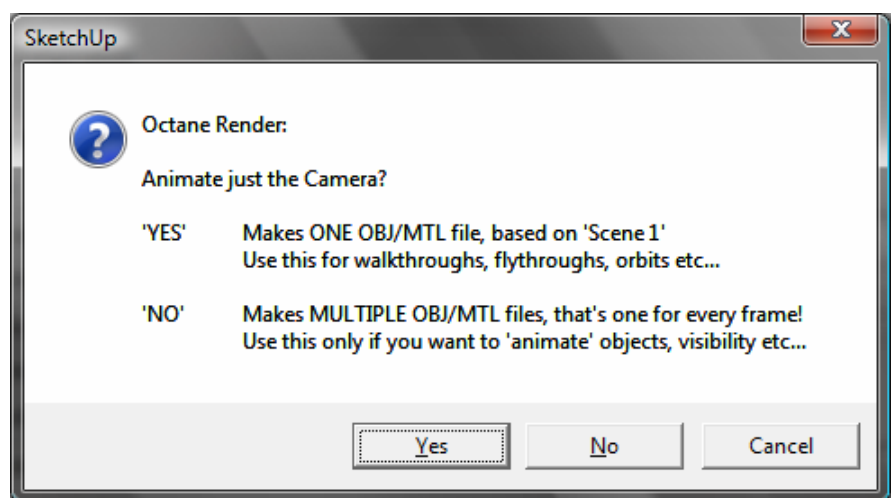 SketchUp
Octane Render:
Animate just the Camera?
'YES' Makes ONE OBJ/MTL file, based on 'Scene 1'
Use this for walkthroughs, flythroughs, orbits etc...
'NO' Makes MULTIPLE OBJ/MTL files, that's one for every frame!
Use this only if you want to 'animate' objects, visibility etc...
Yes No Cancel